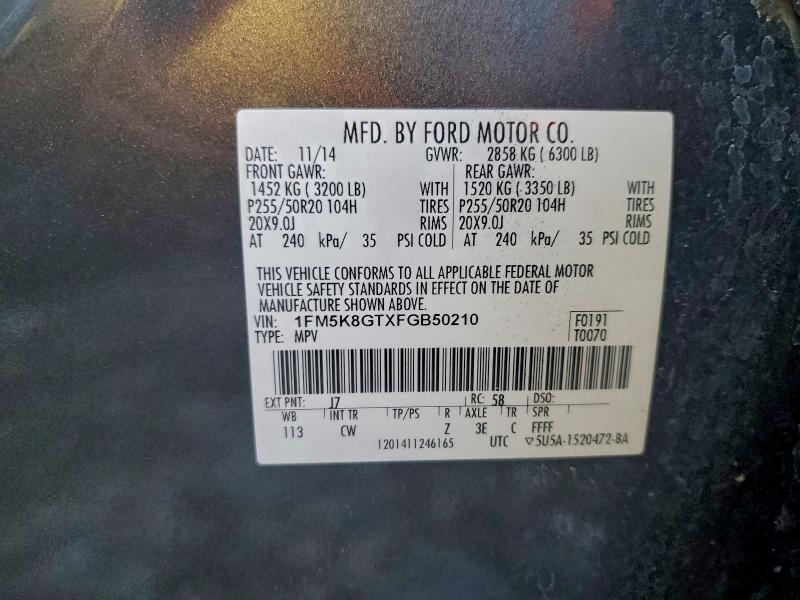 MFD. BY FORD MOTOR CO.
DATE: 11/14 GVWR: 2858 KG ( 6300 LB)
FRONT GAWR: REAR GAWR:
1452 KG ( 3200 LB) WITH 1520 KG ( 3350 LB) WITH
P255/50R20 104H TIRES P255/50R20 104H TIRES
20X9.0J RIMS 20X9.0J RIMS
AT 240 kPa/ 35 PSI COLD AT 240 kPa/ 35 PSI COLD
THIS VEHICLE CONFORMS TO ALL APPLICABLE FEDERAL MOTOR
VEHICLE SAFETY STANDARDS IN EFFECT ON THE DATE OF
MANUFACTURE SHOWN ABOVE.
VIN: 1FM5K8GTXFGB50210 F0191
TYPE: MPV T0070
EXT PNT: J7 RC: 58 DSO:
WB INT TR TP/PS R AXLE TR SPR
113 CW Z 3E C FFFF
1201411246165 UTC ▽5U5A-1520472-BA